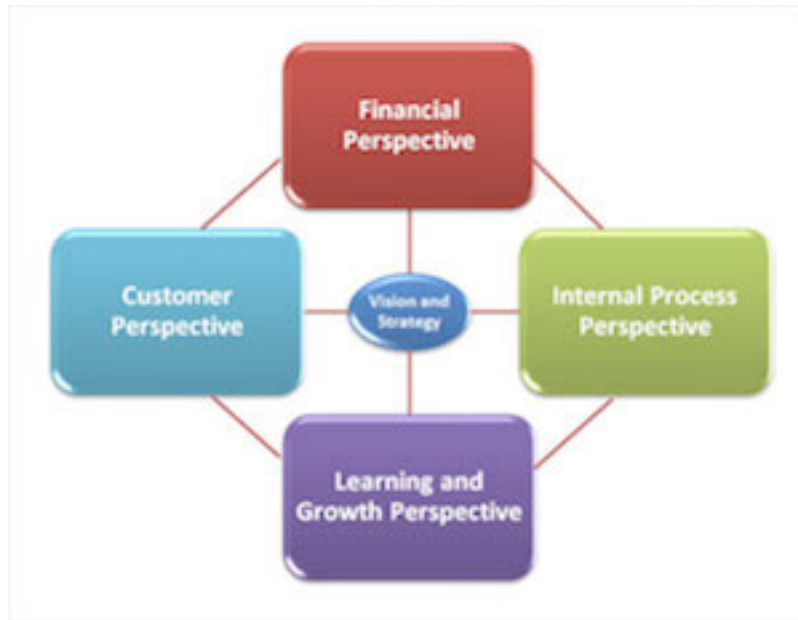 Financial
Perspective
Customer
Perspective
Vision and
Strategy
Internal Process
Perspective
Learning and
Growth Perspective